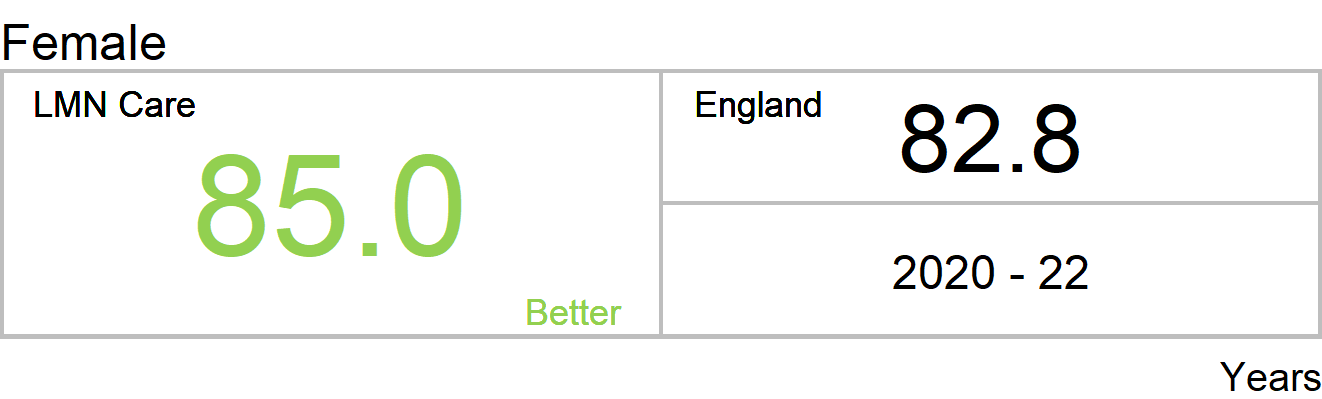 Female
LMN Care
85.0
Better
England
82.8
2020 - 22
Years